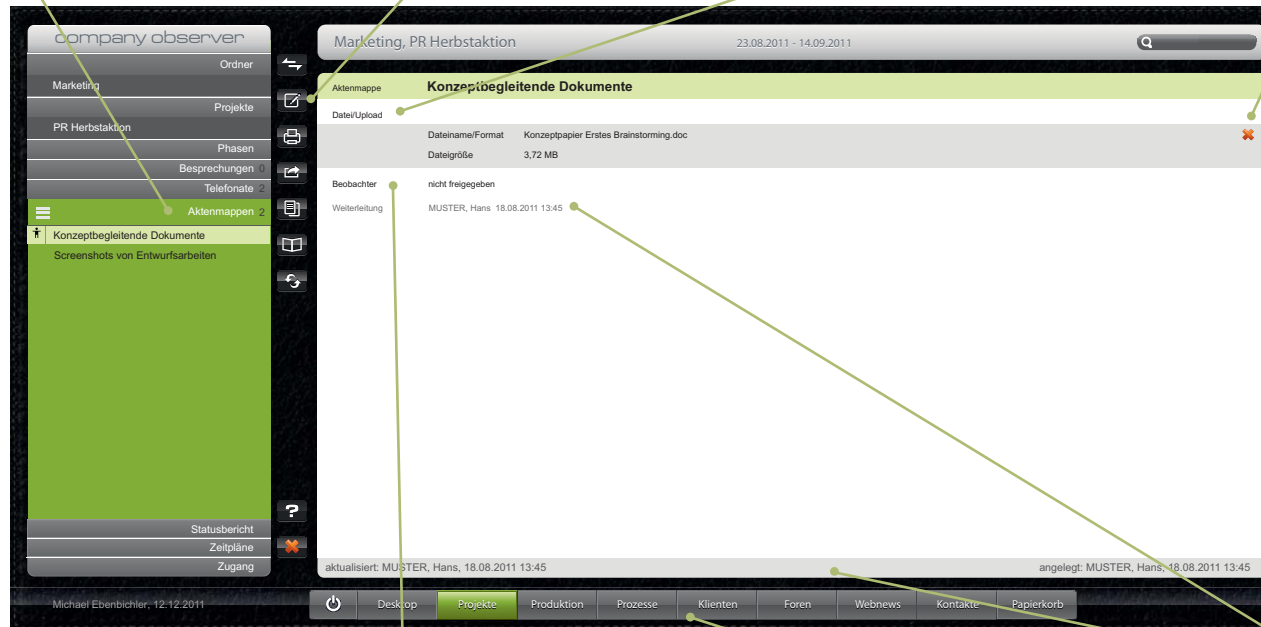 company observer
Ordner
Marketing
Projekte
PR Herbstaktion
Phasen
Besprechungen 0
Telefonate 2
Aktenmappen 2
Konzeptbegleitende Dokumente
Screenshots von Entwurfsarbeiten
Statusbericht
Zeitpläne
Zugang
?
Marketing, PR Herbstaktion 23.08.2011 - 14.09.2011
Aktenmappe Konzeptbegleitende Dokumente
Datei/Upload
Dateiname/Format Konzeptpapier Erstes Brainstorming.doc
Dateigröße 3,72 MB
Beobachter nicht freigegeben
Weiterleitung MUSTER, Hans 18.08.2011 13:45
aktualisiert: MUSTER, Hans, 18.08.2011 13:45 angelegt: MUSTER, Hans, 18.08.2011 13:45
Michael Ebenbichler, 12.12.2011 Desktop Projekte Produktion Prozesse Klienten Foren Webnews Kontakte Papierkorb